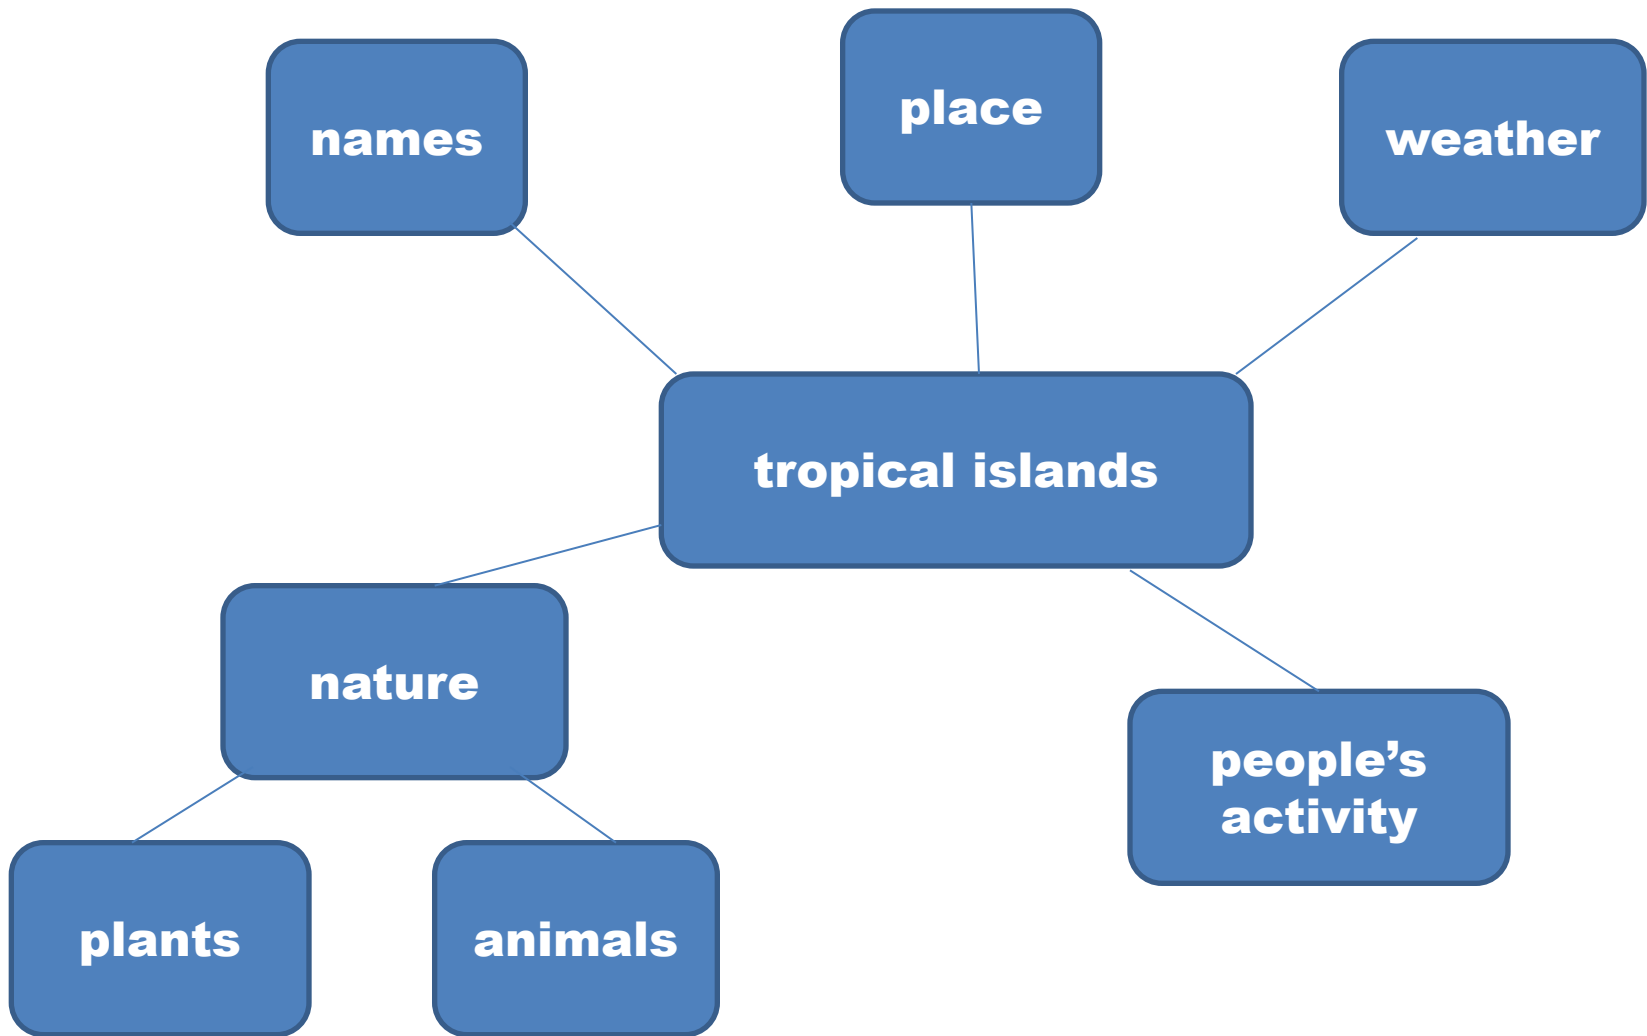 names
place
weather
tropical islands
nature
people’s
activity
plants
animals